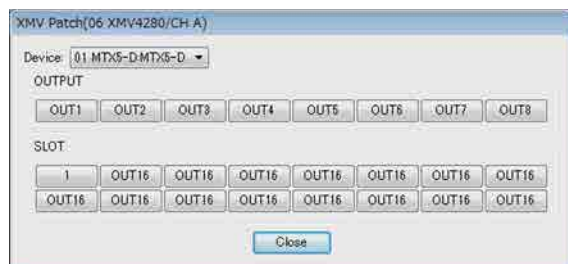 XMV Patch(06 XMV4280/CH A)
Device: 01 MTX5-D:MTX5-D
OUTPUT
OUT1 OUT2 OUT3 OUT4 OUT5 OUT6 OUT7 OUT8
SLOT
1 OUT16 OUT16 OUT16 OUT16 OUT16 OUT16 OUT16
OUT16 OUT16 OUT16 OUT16 OUT16 OUT16 OUT16 OUT16
Close